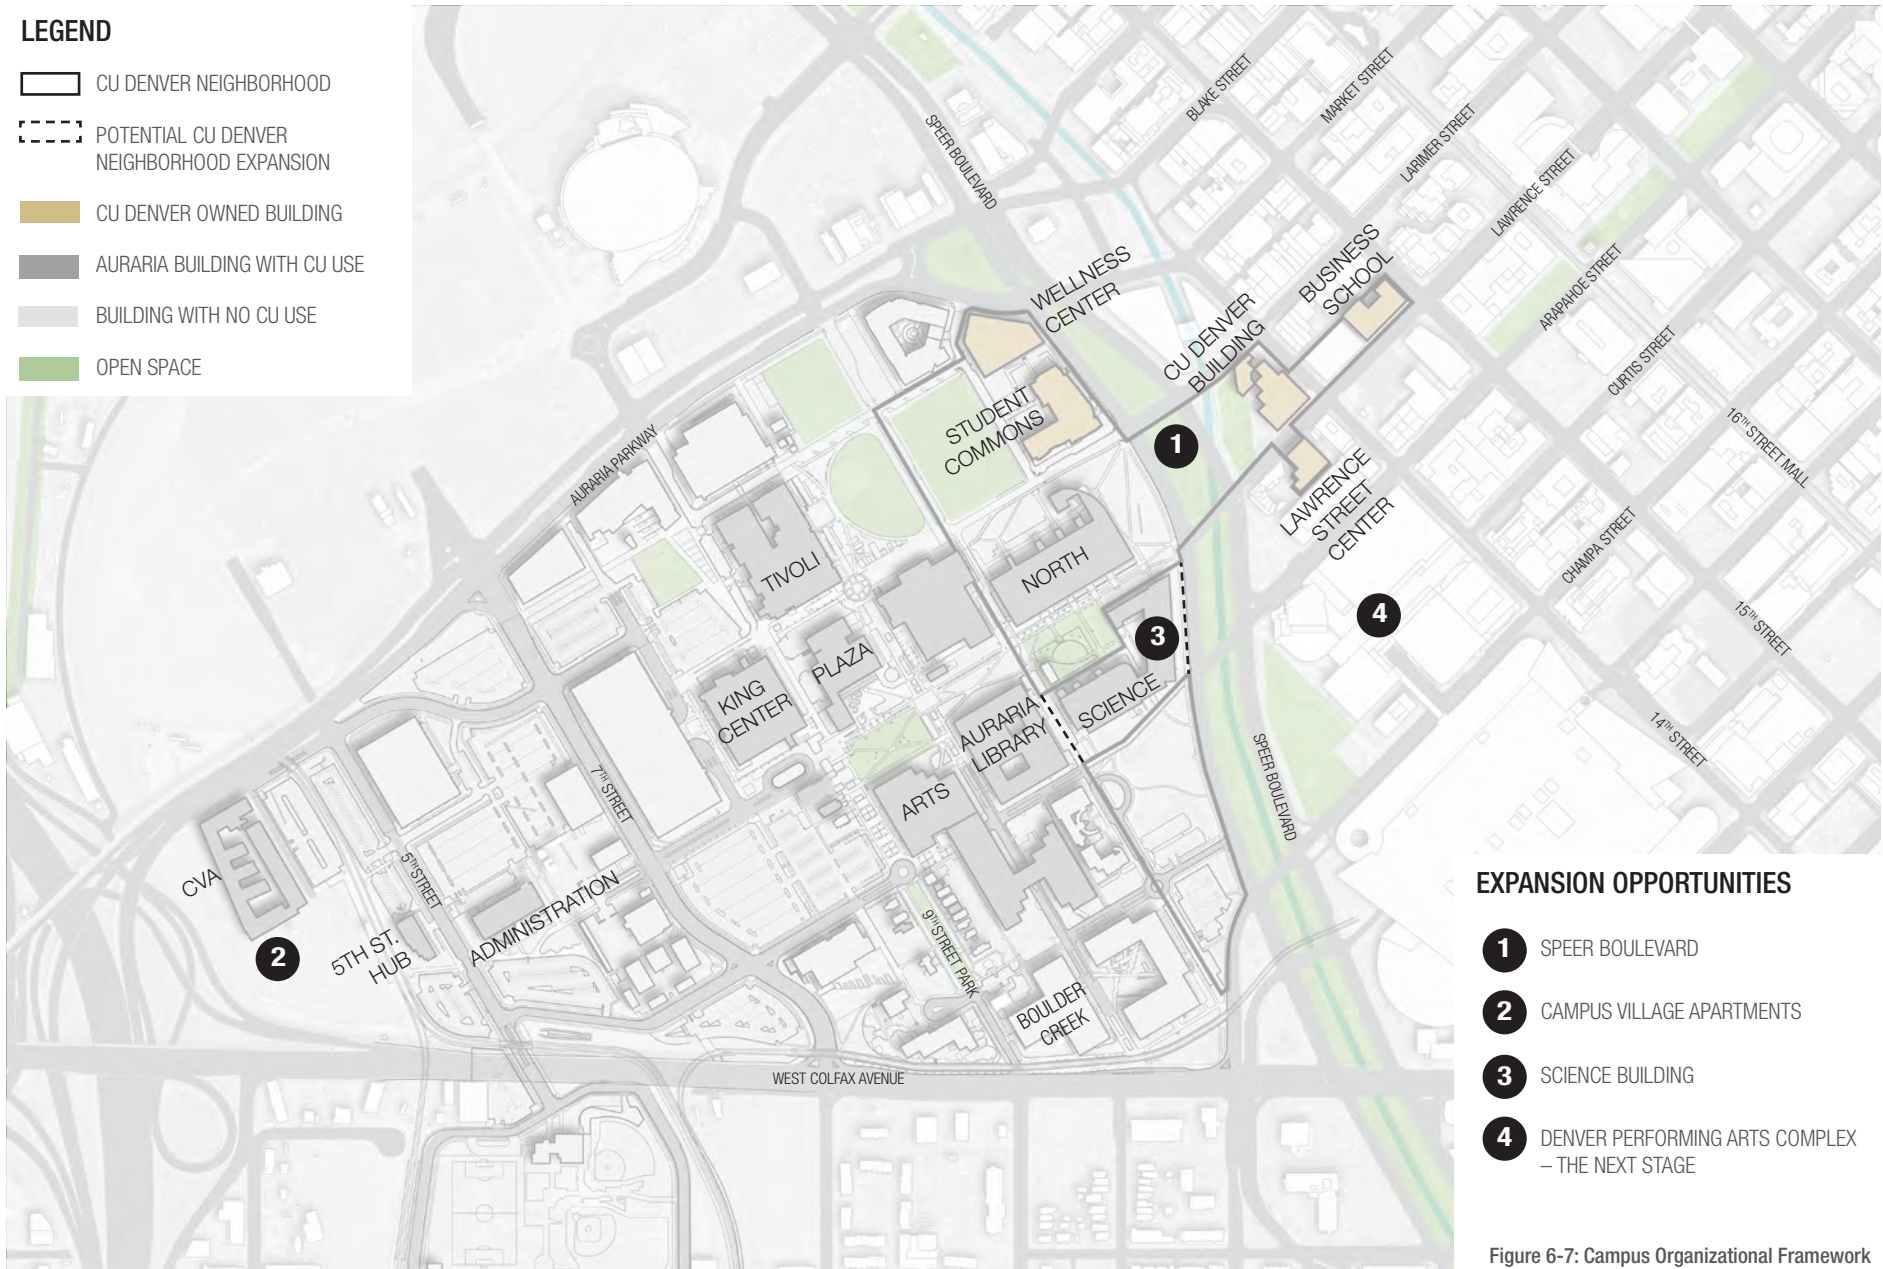 LEGEND
CU DENVER NEIGHBORHOOD
POTENTIAL CU DENVER
NEIGHBORHOOD EXPANSION
CU DENVER OWNED BUILDING
AURARIA BUILDING WITH CU USE
BUILDING WITH NO CU USE
OPEN SPACE
BLAKE STREET
MARKET STREET
LARIMER STREET
LAWRENCE STREET
ARAPAHOE STREET
CURTIS STREET
CHAMPA STREET
16TH STREET MALL
15TH STREET
14TH STREET
SPEER BOULEVARD
WELLNESS
CENTER
BUSINESS
SCHOOL
CU DENVER
BUILDING
STUDENT
COMMONS
1
LAWRENCE
STREET
CENTER
AURARIA PARKWAY
TIVOLI
NORTH
4
3
PLAZA
KING
CENTER
SCIENCE
AURARIA
LIBRARY
ARTS
7TH STREET
SPEER BOULEVARD
CVA
5TH STREET
ADMINISTRATION
5TH ST.
HUB
2
9TH STREET PARK
BOULDER
CREEK
WEST COLFAX AVENUE
EXPANSION OPPORTUNITIES
1 SPEER BOULEVARD
2 CAMPUS VILLAGE APARTMENTS
3 SCIENCE BUILDING
4 DENVER PERFORMING ARTS COMPLEX
– THE NEXT STAGE
Figure 6-7: Campus Organizational Framework